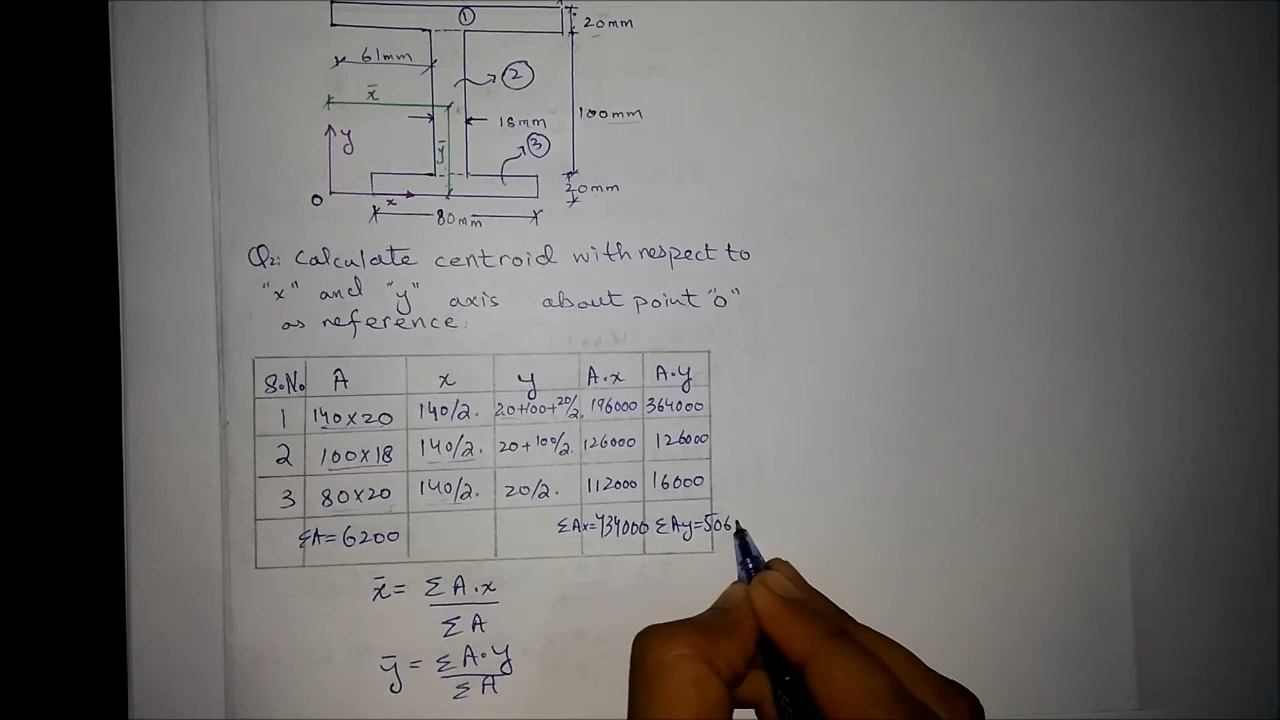 ①
20mm
61mm
②
x̄
100mm
18mm
y
ȳ
③
20mm
O
x
80mm
Q2: Calculate centroid with respect to
"x" and "y" axis about point "o"
as reference.
S.No. A x y A.x A.y
1 140x20 140/2. 20+100+20/2. 196000 364000
2 100x18 140/2. 20+100/2. 126000 126000
3 80x20 140/2. 20/2. 112000 16000
ΣA=6200 ΣAx=434000 ΣAy=506
x̄ = ΣA.x
ΣA
ȳ = ΣA.y
ΣA